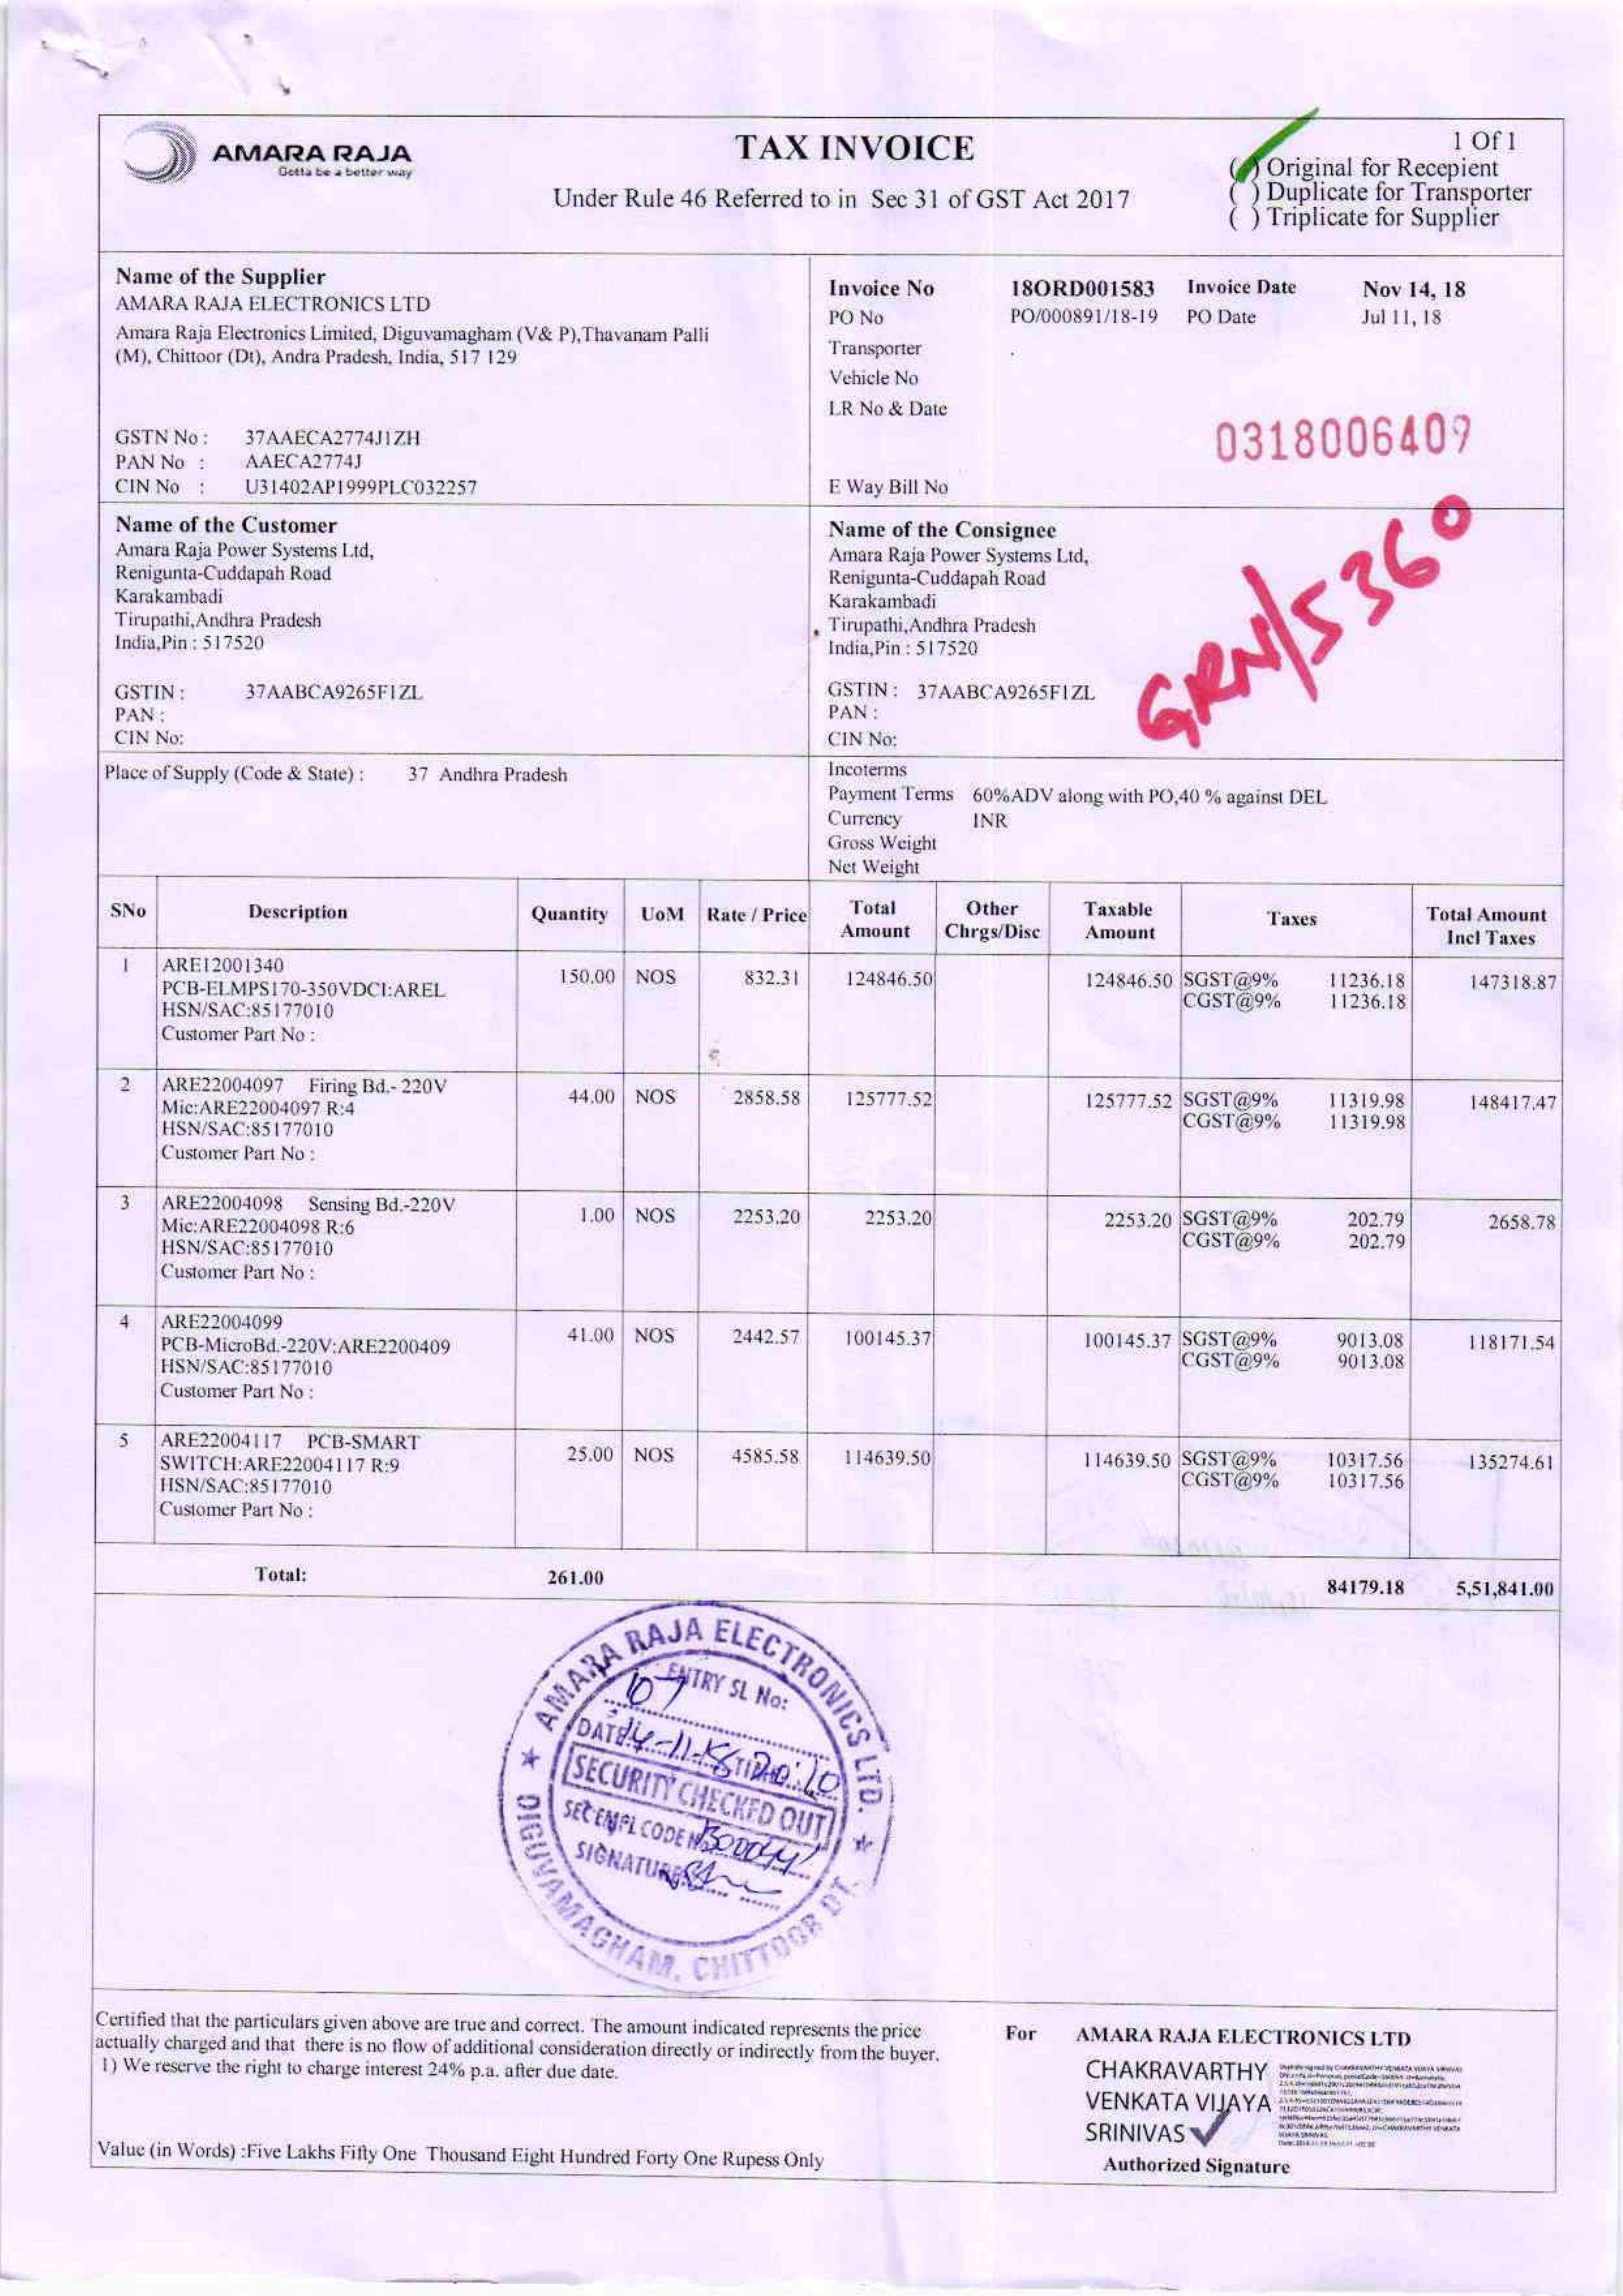 AMARA RAJA
Gotta be a better way
TAX INVOICE
Under Rule 46 Referred to in Sec 31 of GST Act 2017
1 Of 1
( ) Original for Recepient
( ) Duplicate for Transporter
( ) Triplicate for Supplier
Name of the Supplier
AMARA RAJA ELECTRONICS LTD
Amara Raja Electronics Limited, Diguvamagham (V& P),Thavanam Palli
(M), Chittoor (Dt), Andra Pradesh, India, 517 129
GSTN No : 37AAECA2774J1ZH
PAN No : AAECA2774J
CIN No : U31402AP1999PLC032257
Invoice No 18ORD001583 Invoice Date Nov 14, 18
PO No PO/000891/18-19 PO Date Jul 11, 18
Transporter
Vehicle No
LR No & Date
0318006409
E Way Bill No
Name of the Customer
Amara Raja Power Systems Ltd,
Renigunta-Cuddapah Road
Karakambadi
Tirupathi,Andhra Pradesh
India,Pin : 517520
GSTIN : 37AABCA9265F1ZL
PAN :
CIN No:
Name of the Consignee
Amara Raja Power Systems Ltd,
Renigunta-Cuddapah Road
Karakambadi
Tirupathi,Andhra Pradesh
India,Pin : 517520
GSTIN : 37AABCA9265F1ZL
PAN :
CIN No:
GRN/5360
Place of Supply (Code & State) : 37 Andhra Pradesh
Incoterms
Payment Terms 60%ADV along with PO,40 % against DEL
Currency INR
Gross Weight
Net Weight
SNo Description Quantity UoM Rate / Price Total Amount Other Chrgs/Disc Taxable Amount Taxes Total Amount Incl Taxes
1 ARE12001340 150.00 NOS 832.31 124846.50 124846.50 SGST@9% 11236.18 147318.87
PCB-ELMPS170-350VDCI:AREL CGST@9% 11236.18
HSN/SAC:85177010
Customer Part No :
2 ARE22004097 Firing Bd.- 220V 44.00 NOS 2858.58 125777.52 125777.52 SGST@9% 11319.98 148417.47
Mic:ARE22004097 R:4 CGST@9% 11319.98
HSN/SAC:85177010
Customer Part No :
3 ARE22004098 Sensing Bd.-220V 1.00 NOS 2253.20 2253.20 2253.20 SGST@9% 202.79 2658.78
Mic:ARE22004098 R:6 CGST@9% 202.79
HSN/SAC:85177010
Customer Part No :
4 ARE22004099 41.00 NOS 2442.57 100145.37 100145.37 SGST@9% 9013.08 118171.54
PCB-MicroBd.-220V:ARE2200409 CGST@9% 9013.08
HSN/SAC:85177010
Customer Part No :
5 ARE22004117 PCB-SMART 25.00 NOS 4585.58 114639.50 114639.50 SGST@9% 10317.56 135274.61
SWITCH:ARE22004117 R:9 CGST@9% 10317.56
HSN/SAC:85177010
Customer Part No :
Total: 261.00 84179.18 5,51,841.00
AMARA RAJA ELECTRONICS LTD.
ENTRY SL No:
107
DATE 14-11-18
SECURITY CHECKED OUT
SEC EMPL CODE No
SIGNATURE
DIGUVAMAGHAM, CHITTOOR DT.
Certified that the particulars given above are true and correct. The amount indicated represents the price
actually charged and that there is no flow of additional consideration directly or indirectly from the buyer.
1) We reserve the right to charge interest 24% p.a. after due date.
Value (in Words) :Five Lakhs Fifty One Thousand Eight Hundred Forty One Rupess Only
For AMARA RAJA ELECTRONICS LTD
CHAKRAVARTHY
VENKATA VIJAYA
SRINIVAS
Authorized Signature